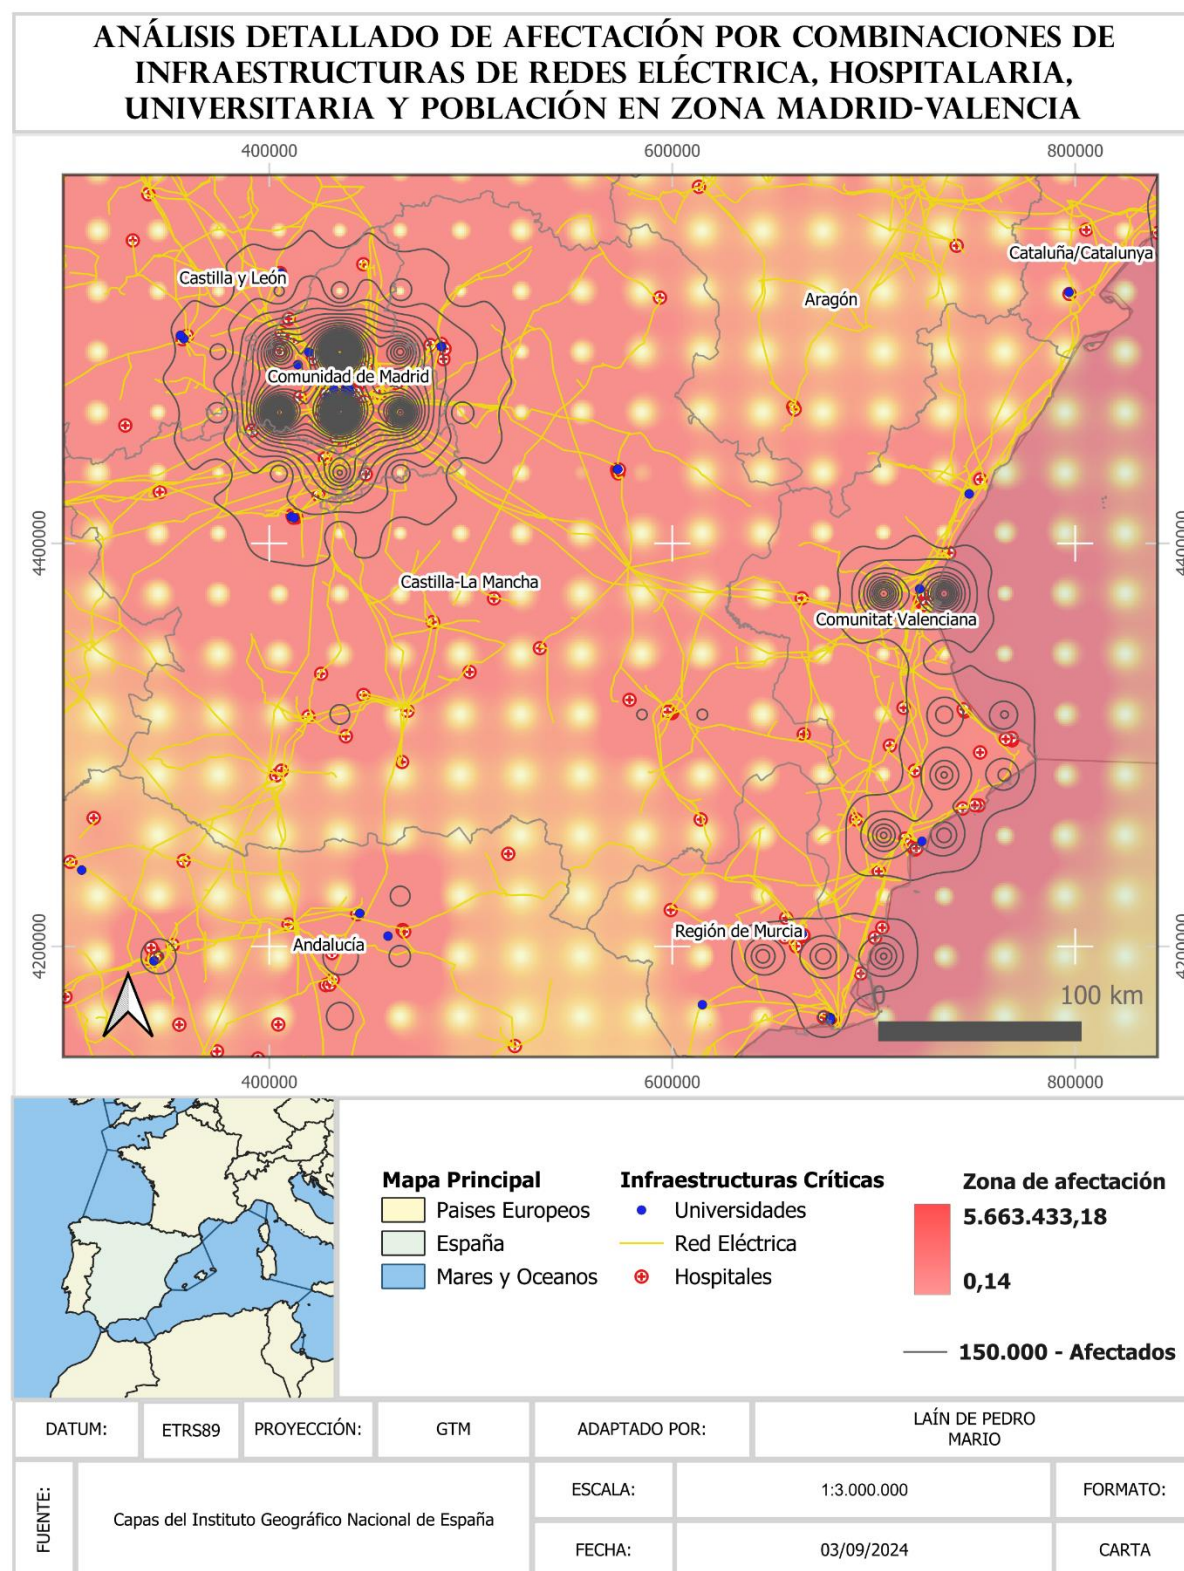 ANÁLISIS DETALLADO DE AFECTACIÓN POR COMBINACIONES DE
INFRAESTRUCTURAS DE REDES ELÉCTRICA, HOSPITALARIA,
UNIVERSITARIA Y POBLACIÓN EN ZONA MADRID-VALENCIA
400000
600000
800000
Cataluña/Catalunya
Castilla y León
Aragón
Comunidad de Madrid
4400000
4400000
Castilla-La Mancha
Comunitat Valenciana
Región de Murcia
Andalucía
4200000
4200000
0
100 km
400000
600000
800000
Mapa Principal
Paises Europeos
España
Mares y Oceanos
Infraestructuras Críticas
Universidades
Red Eléctrica
Hospitales
Zona de afectación
5.663.433,18
0,14
150.000 - Afectados
DATUM:
ETRS89
PROYECCIÓN:
GTM
ADAPTADO POR:
LAÍN DE PEDRO
MARIO
FUENTE:
Capas del Instituto Geográfico Nacional de España
ESCALA:
1:3.000.000
FORMATO:
FECHA:
03/09/2024
CARTA